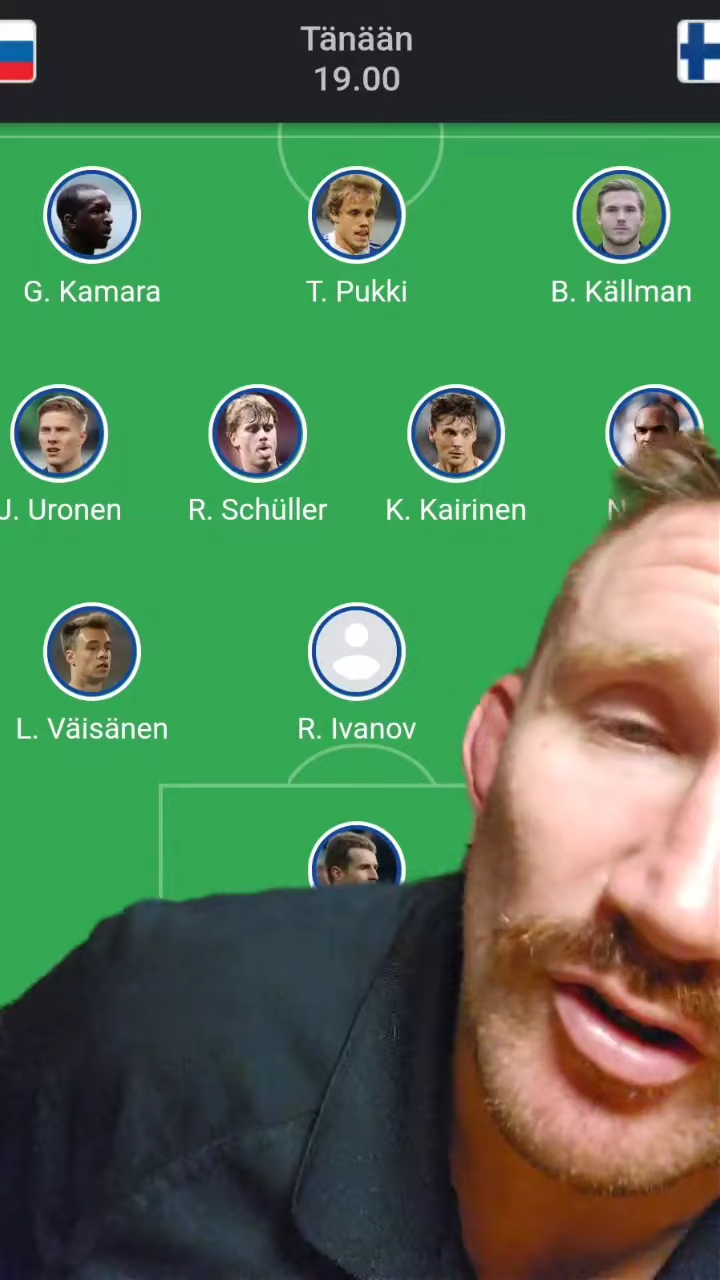 Tänään
19.00
G. Kamara T. Pukki B. Källman
J. Uronen R. Schüller K. Kairinen N
L. Väisänen R. Ivanov